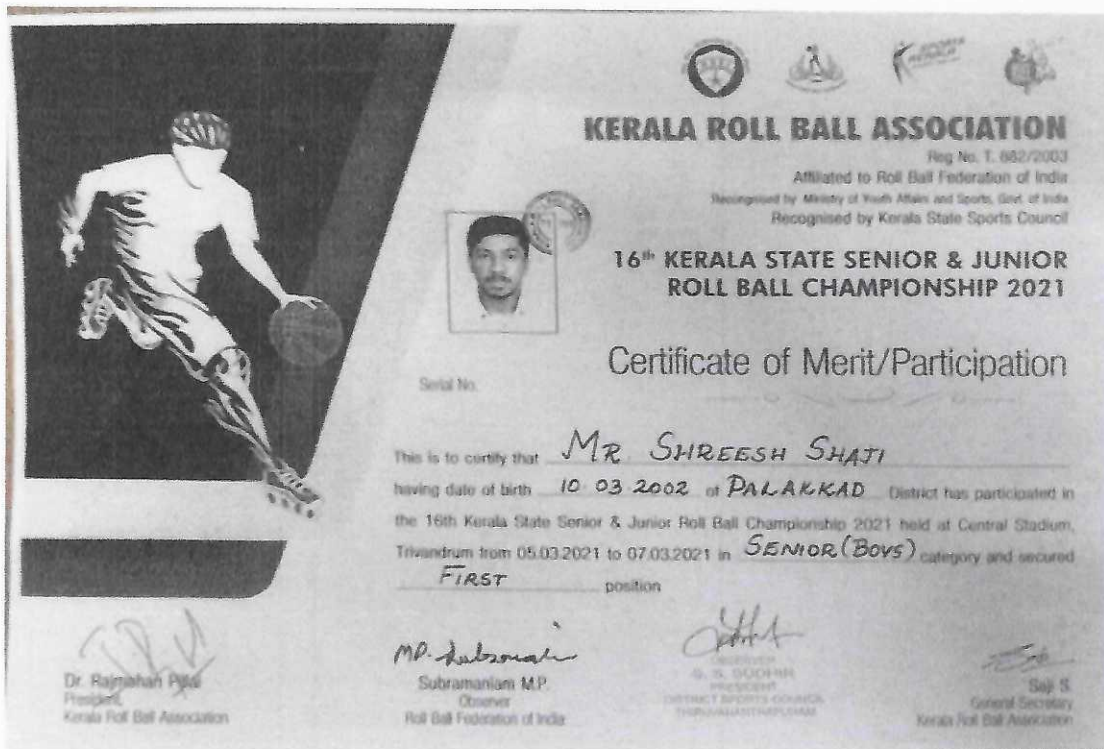 KERALA ROLL BALL ASSOCIATION
Reg No. T. 882/2003
Affiliated to Roll Ball Federation of India
Recongnised by Ministry of Youth Affairs and Sports, Govt. of India
Recognised by Kerala State Sports Council
16th KERALA STATE SENIOR & JUNIOR
ROLL BALL CHAMPIONSHIP 2021
Certificate of Merit/Participation
Serial No.
This is to certify that MR SHREESH SHAJI
having date of birth 10 03 2002 of PALAKKAD District has participated in
the 16th Kerala State Senior & Junior Roll Ball Championship 2021 held at Central Stadium,
Trivandrum from 05.03.2021 to 07.03.2021 in SENIOR (BOYS) category and secured
FIRST position
Dr. Rajmohan Pillai
President,
Kerala Roll Ball Association
Subramaniam M.P.
Observer
Roll Ball Federation of India
OBSERVER
PRESIDENT
DISTRICT SPORTS COUNCIL
THIRUVANANTHAPURAM
Saji S.
General Secretary
Kerala Roll Ball Association